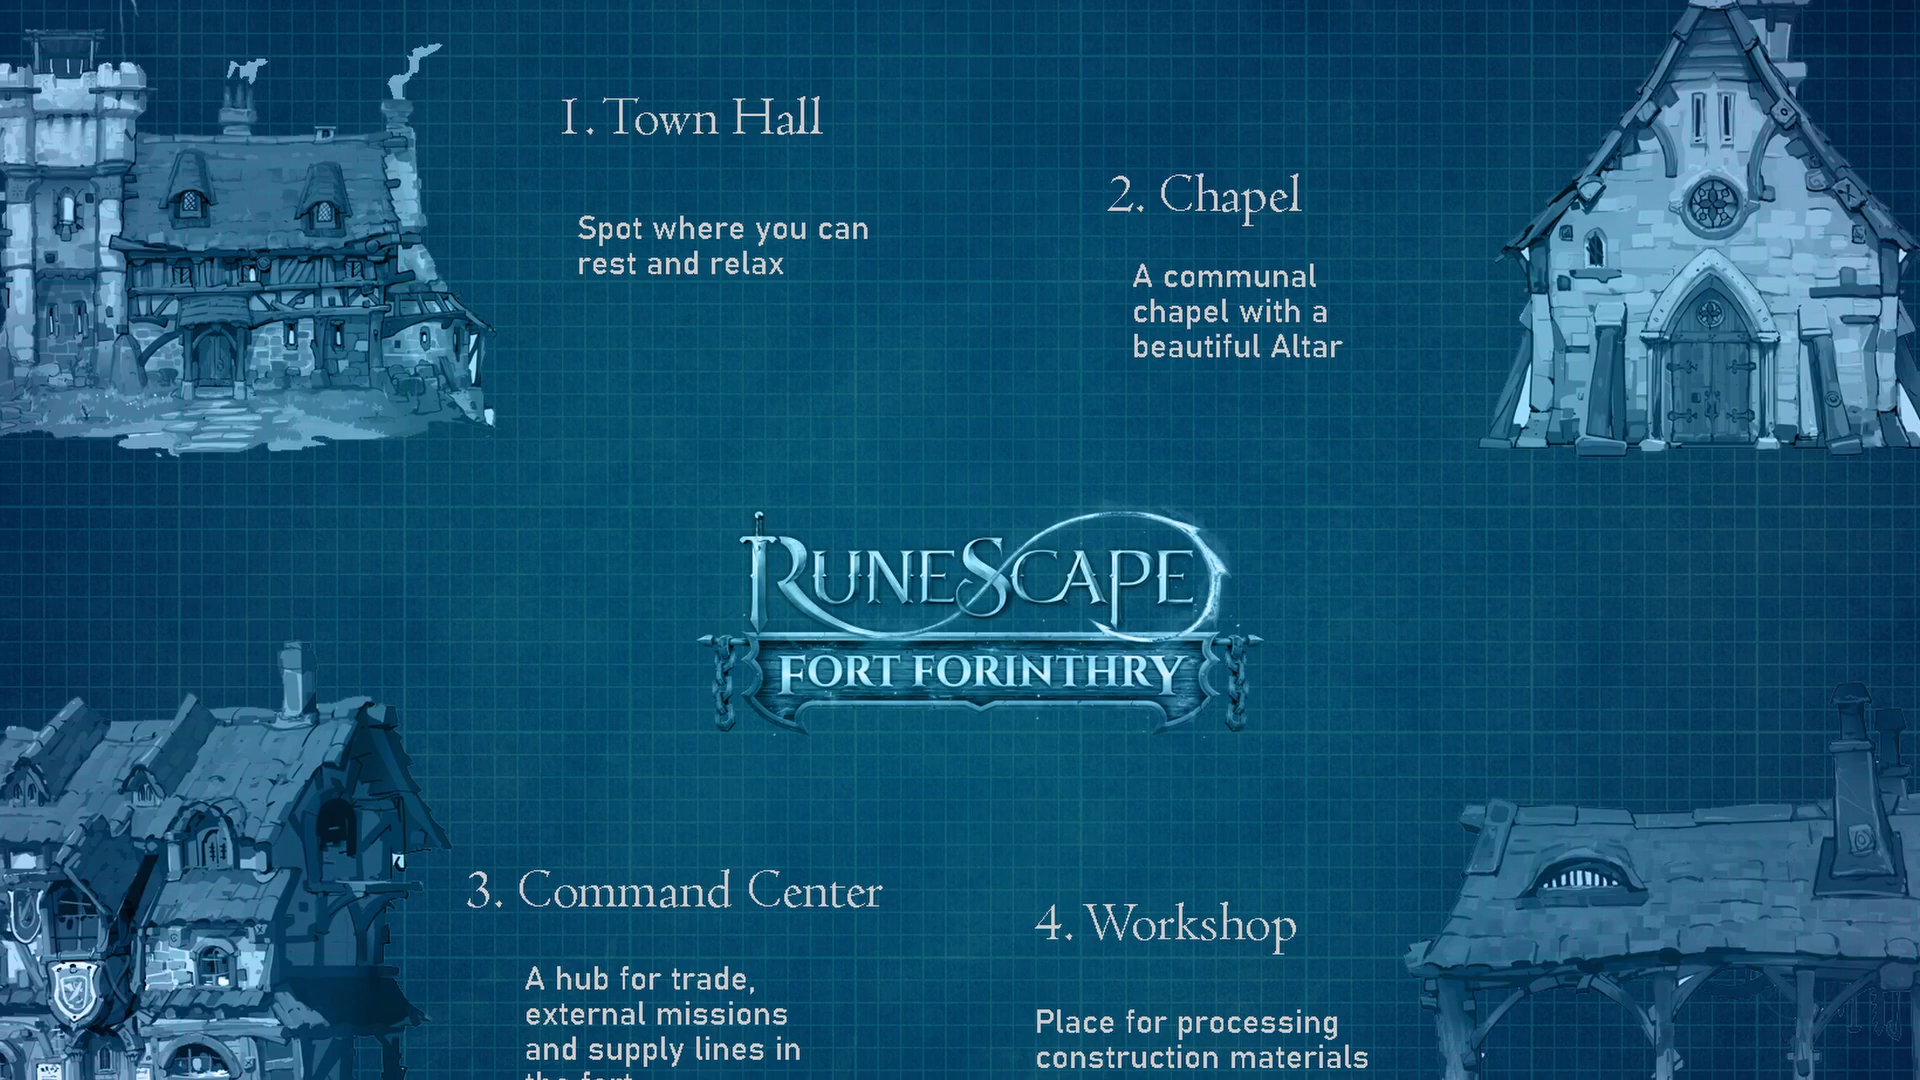 1. Town Hall
Spot where you can
rest and relax
2. Chapel
A communal
chapel with a
beautiful Altar
RUNESCAPE
FORT FORINTHRY
3. Command Center
A hub for trade,
external missions
and supply lines in
the fort
4. Workshop
Place for processing
construction materials